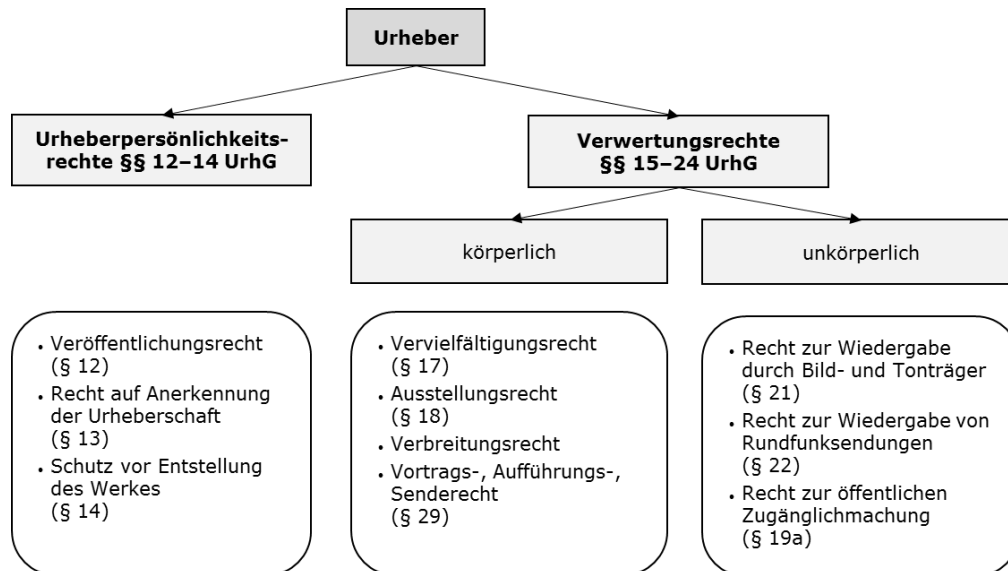 Urheber
Urheberpersönlichkeits-
rechte §§ 12–14 UrhG
Verwertungsrechte
§§ 15–24 UrhG
körperlich
unkörperlich
• Veröffentlichungsrecht
(§ 12)
• Recht auf Anerkennung
der Urheberschaft
(§ 13)
• Schutz vor Entstellung
des Werkes
(§ 14)
• Vervielfältigungsrecht
(§ 17)
• Ausstellungsrecht
(§ 18)
• Verbreitungsrecht
• Vortrags-, Aufführungs-,
Senderecht
(§ 29)
• Recht zur Wiedergabe
durch Bild- und Tonträger
(§ 21)
• Recht zur Wiedergabe von
Rundfunksendungen
(§ 22)
• Recht zur öffentlichen
Zugänglichmachung
(§ 19a)